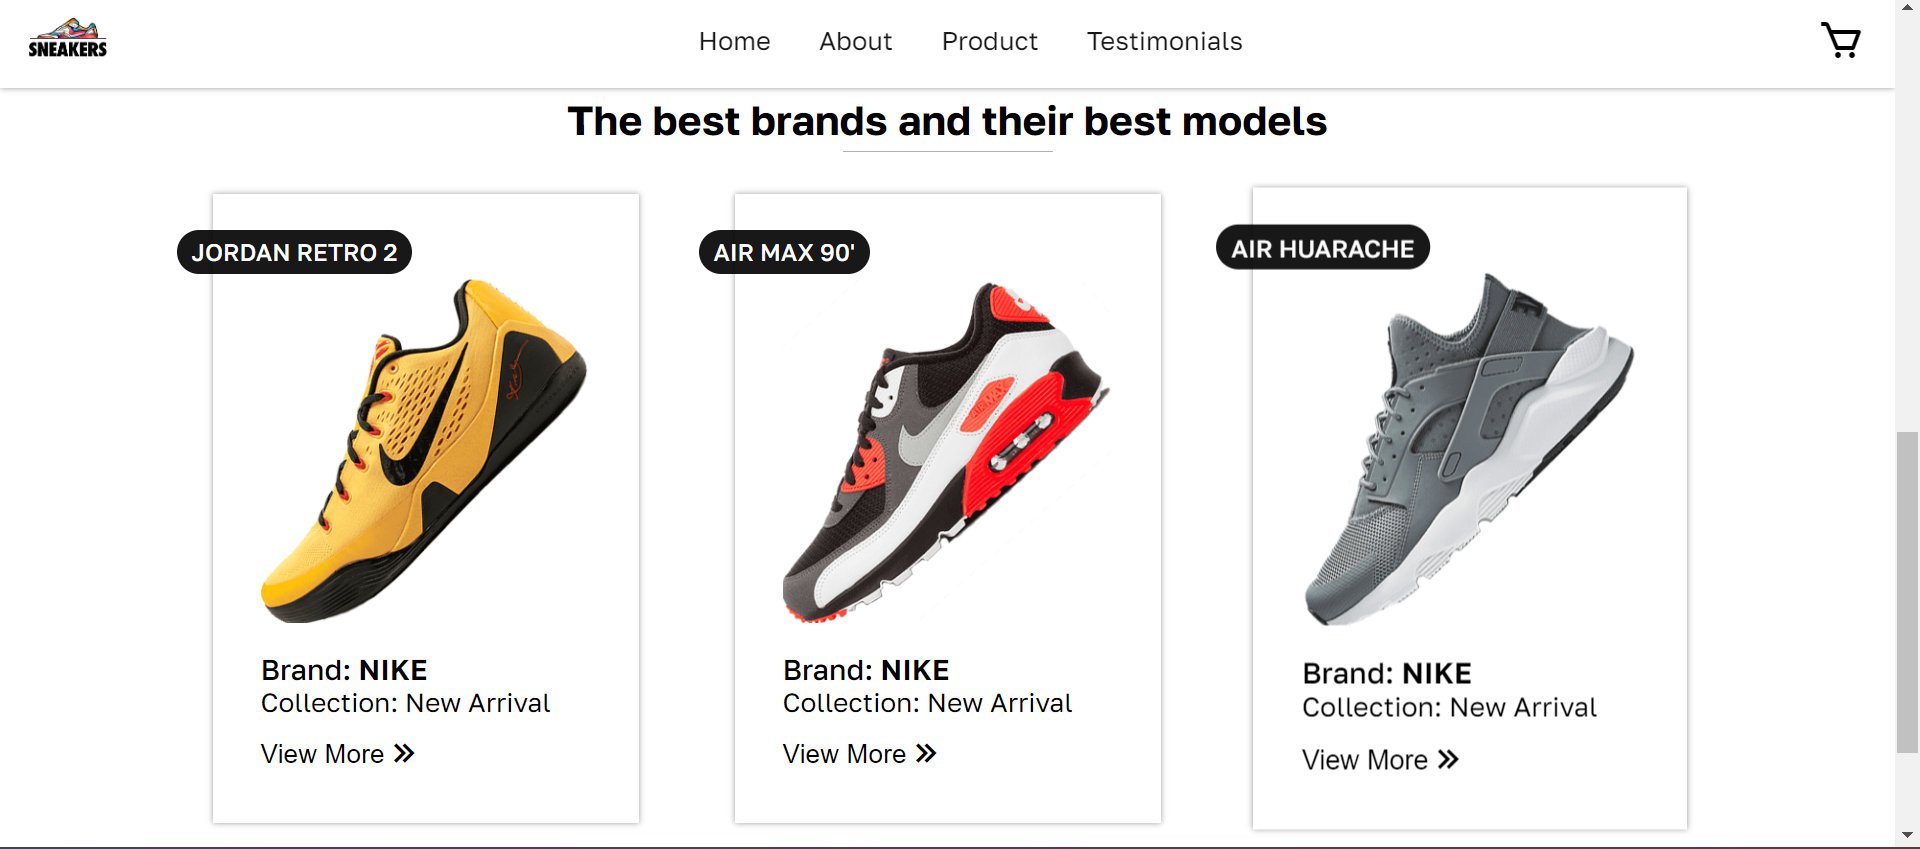 SNEAKERS
Home About Product Testimonials
The best brands and their best models
JORDAN RETRO 2
Brand: NIKE
Collection: New Arrival
View More
AIR MAX 90'
AIR MAX
Brand: NIKE
Collection: New Arrival
View More
AIR HUARACHE
Brand: NIKE
Collection: New Arrival
View More